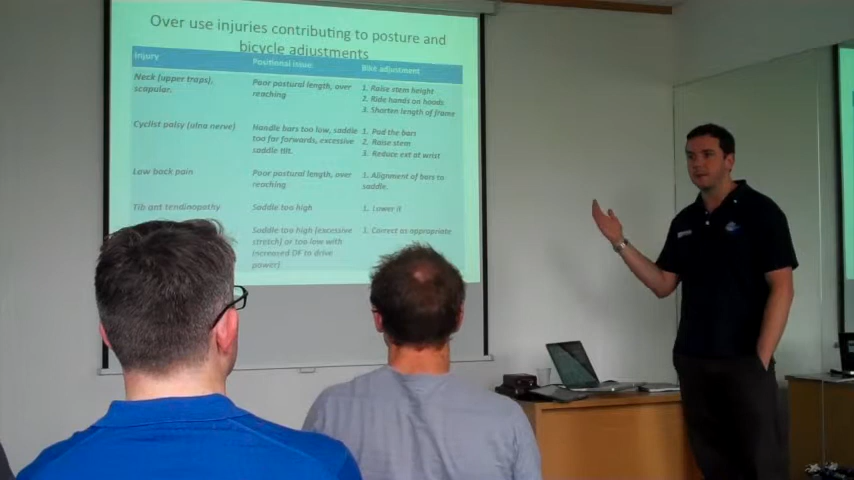 Over use injuries contributing to posture and
bicycle adjustments
Injury Positional issue Bike adjustment
Neck (upper traps), Poor postural length, over 1. Raise stem height
scapular. reaching 2. Ride hands on hoods
3. Shorten length of frame
Cyclist palsy (ulna nerve) Handle bars too low, saddle 1. Pad the bars
too far forwards, excessive 2. Raise stem
saddle tilt. 3. Reduce ext at wrist
Low back pain Poor postural length, over 1. Alignment of bars to
reaching saddle.
Tib ant tendinopathy Saddle too high 1. Lower it
Saddle too high (excessive 1. Correct as appropriate
stretch) or too low with
increased DF to drive
power)